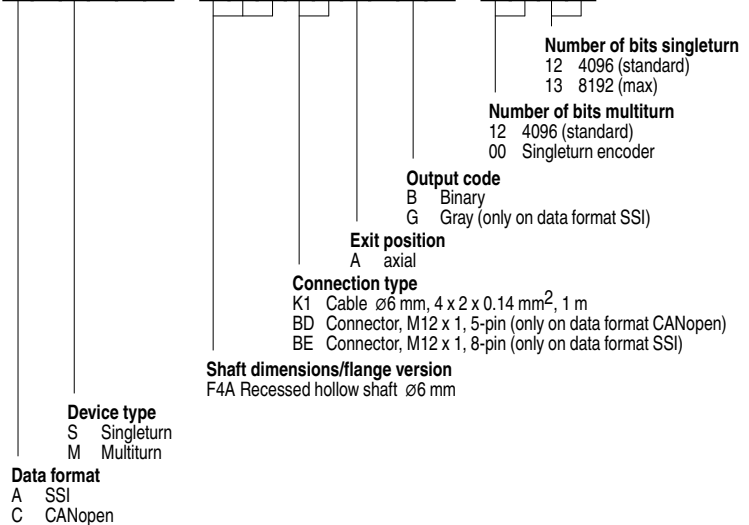 Number of bits singleturn
12 4096 (standard)
13 8192 (max)
Number of bits multiturn
12 4096 (standard)
00 Singleturn encoder
Output code
B Binary
G Gray (only on data format SSI)
Exit position
A axial
Connection type
K1 Cable ⌀6 mm, 4 x 2 x 0.14 mm², 1 m
BD Connector, M12 x 1, 5-pin (only on data format CANopen)
BE Connector, M12 x 1, 8-pin (only on data format SSI)
Shaft dimensions/flange version
F4A Recessed hollow shaft ⌀6 mm
Device type
S Singleturn
M Multiturn
Data format
A SSI
C CANopen